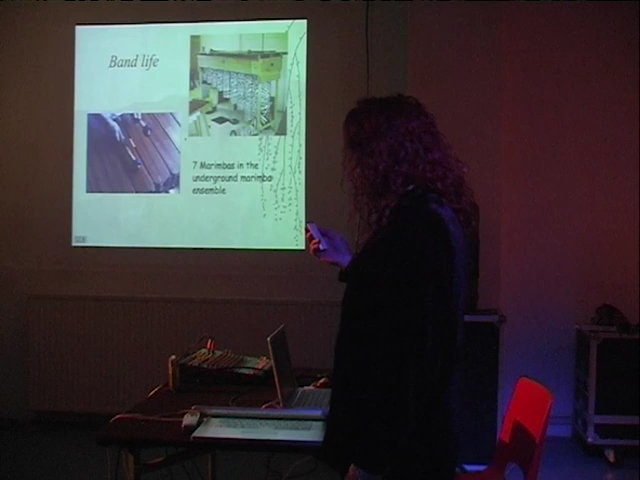 Band life
7 Marimbas in the
underground marimba
ensemble